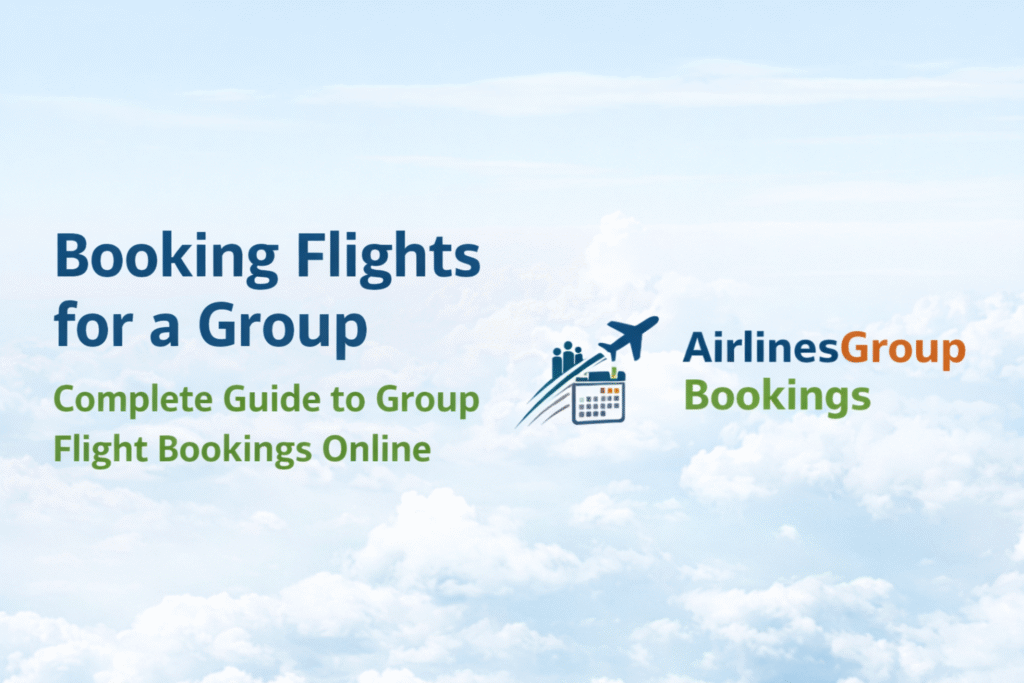 Booking Flights
for a Group
Complete Guide to Group
Flight Bookings Online
AirlinesGroup
Bookings